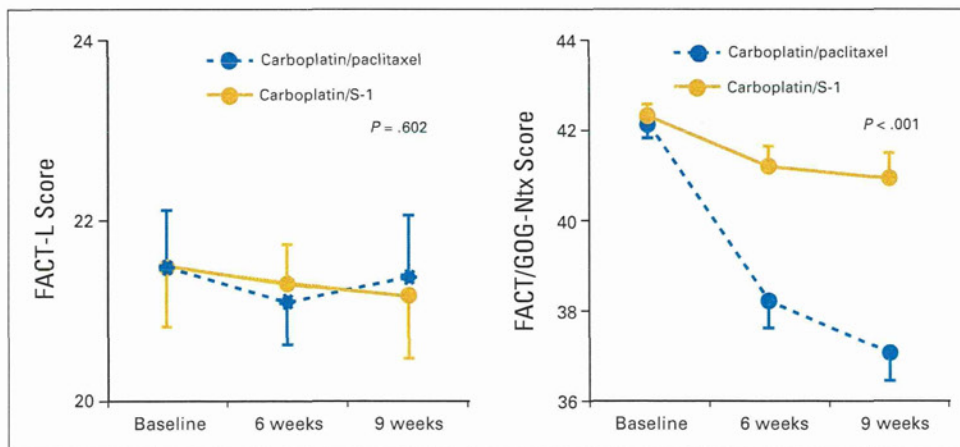 24
22
20
FACT-L Score
Carboplatin/paclitaxel
Carboplatin/S-1
P = .602
Baseline
6 weeks
9 weeks
44
42
40
38
36
FACT/GOG-Ntx Score
Carboplatin/paclitaxel
Carboplatin/S-1
P < .001
Baseline
6 weeks
9 weeks